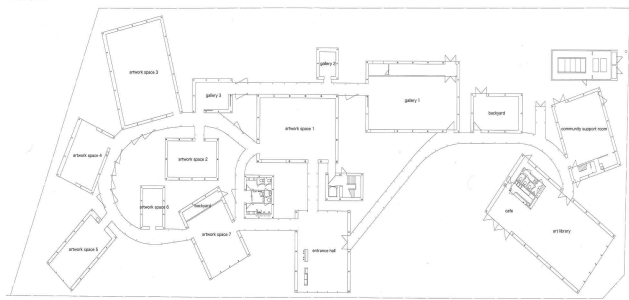 gallery 2
artwork space 3
gallery 3
gallery 1
artwork space 1
backyard
community support room
artwork space 4
artwork space 2
artwork space 6
backyard
artwork space 5
artwork space 7
entrance hall
cafe
art library